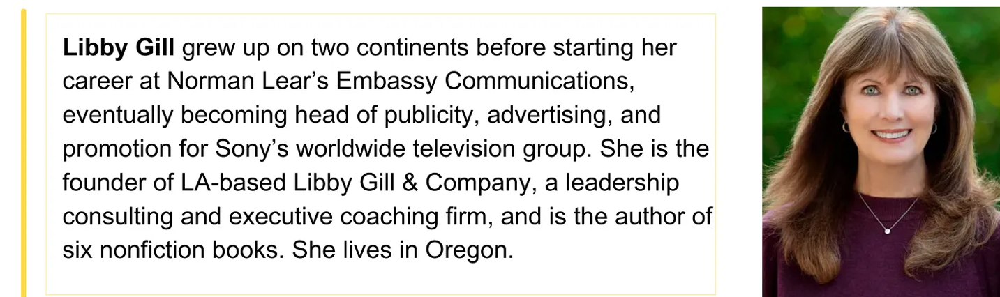 Libby Gill grew up on two continents before starting her
career at Norman Lear’s Embassy Communications,
eventually becoming head of publicity, advertising, and
promotion for Sony’s worldwide television group. She is the
founder of LA-based Libby Gill & Company, a leadership
consulting and executive coaching firm, and is the author of
six nonfiction books. She lives in Oregon.